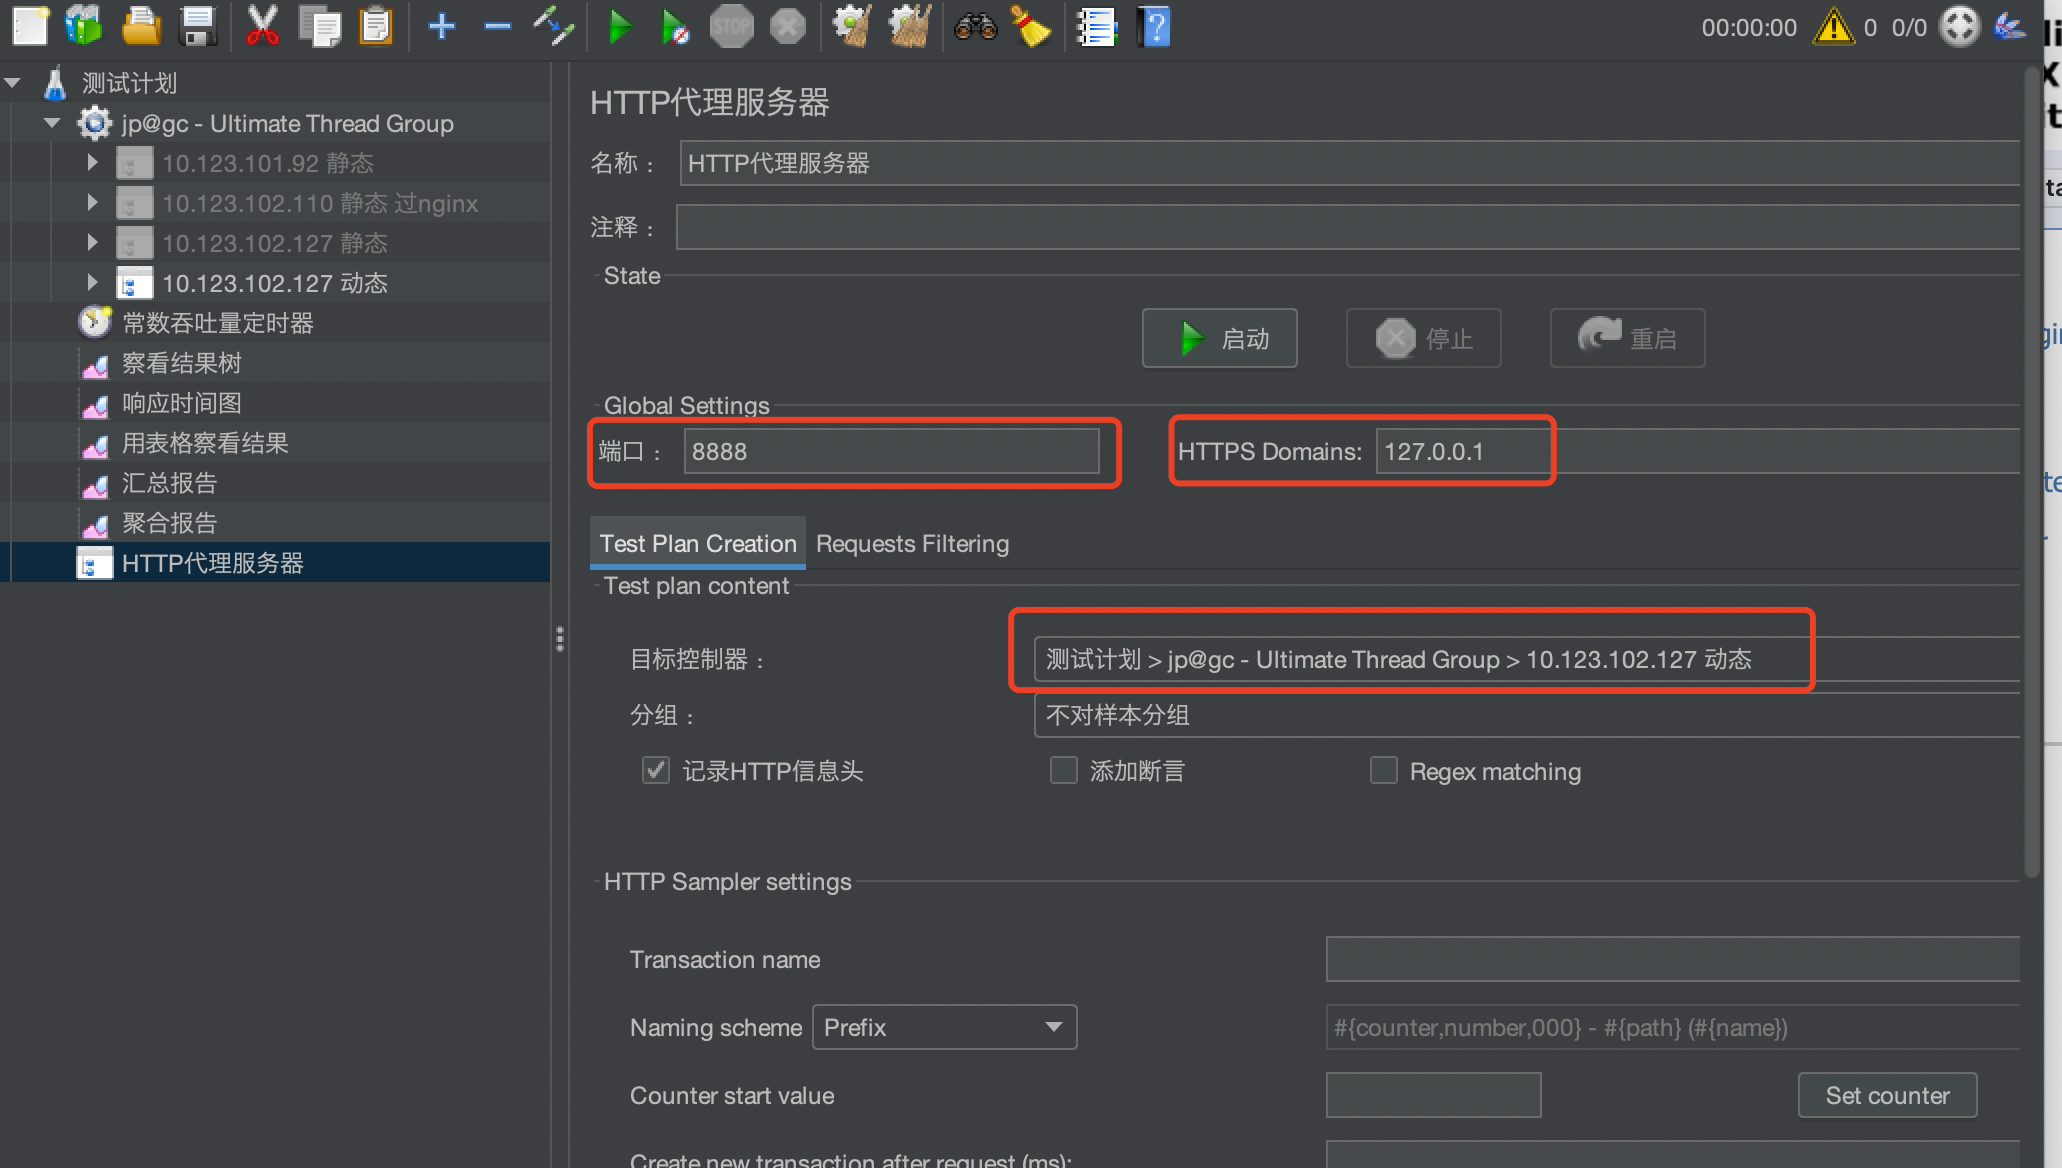 STOP
00:00:00
0 0/0
测试计划
jp@gc - Ultimate Thread Group
10.123.101.92 静态
10.123.102.110 静态 过nginx
10.123.102.127 静态
10.123.102.127 动态
常数吞吐量定时器
察看结果树
响应时间图
用表格察看结果
汇总报告
聚合报告
HTTP代理服务器
HTTP代理服务器
名称： HTTP代理服务器
注释：
State
启动 停止 重启
Global Settings
端口： 8888 HTTPS Domains: 127.0.0.1
Test Plan Creation Requests Filtering
Test plan content
目标控制器： 测试计划 > jp@gc - Ultimate Thread Group > 10.123.102.127 动态
分组： 不对样本分组
记录HTTP信息头 添加断言 Regex matching
HTTP Sampler settings
Transaction name
Naming scheme Prefix #{counter,number,000} - #{path} (#{name})
Counter start value Set counter
Create new transaction after request (ms):